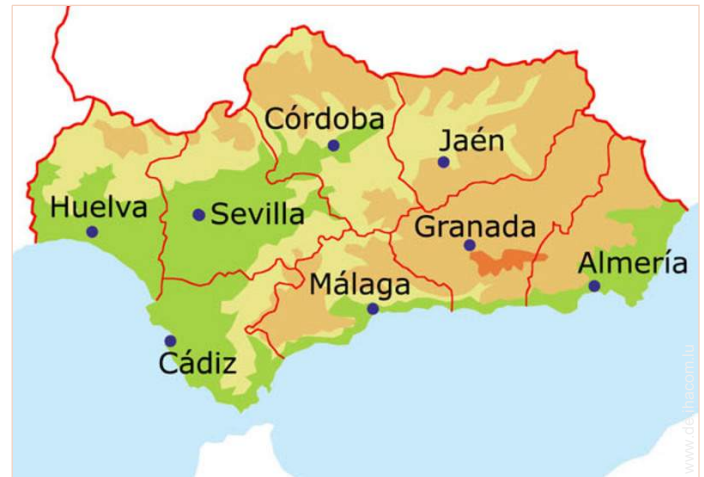 Córdoba
Jaén
Huelva
Sevilla
Granada
Almería
Málaga
Cádiz